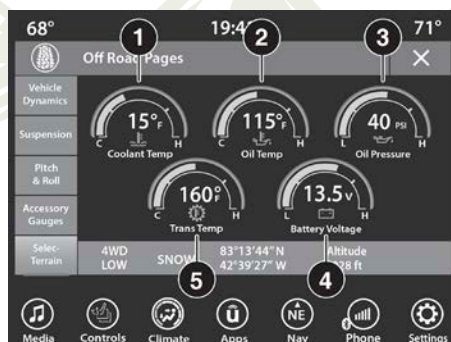 68° 19:4 71°
1 2 3
Off Road Pages X
Vehicle
Dynamics
Suspension
Pitch
& Roll
Accessory
Gauges
Selec-
Terrain
15°F
C H
Coolant Temp
115°F
C H
Oil Temp
40 PSI
L H
Oil Pressure
160°F
C H
Trans Temp
13.5 V
L H
Battery Voltage
4WD
LOW
SNOW
83°13'44" N
42°39'27" W
Altitude
28 ft
5 4
Media Controls Climate Apps NE Nav Phone Settings